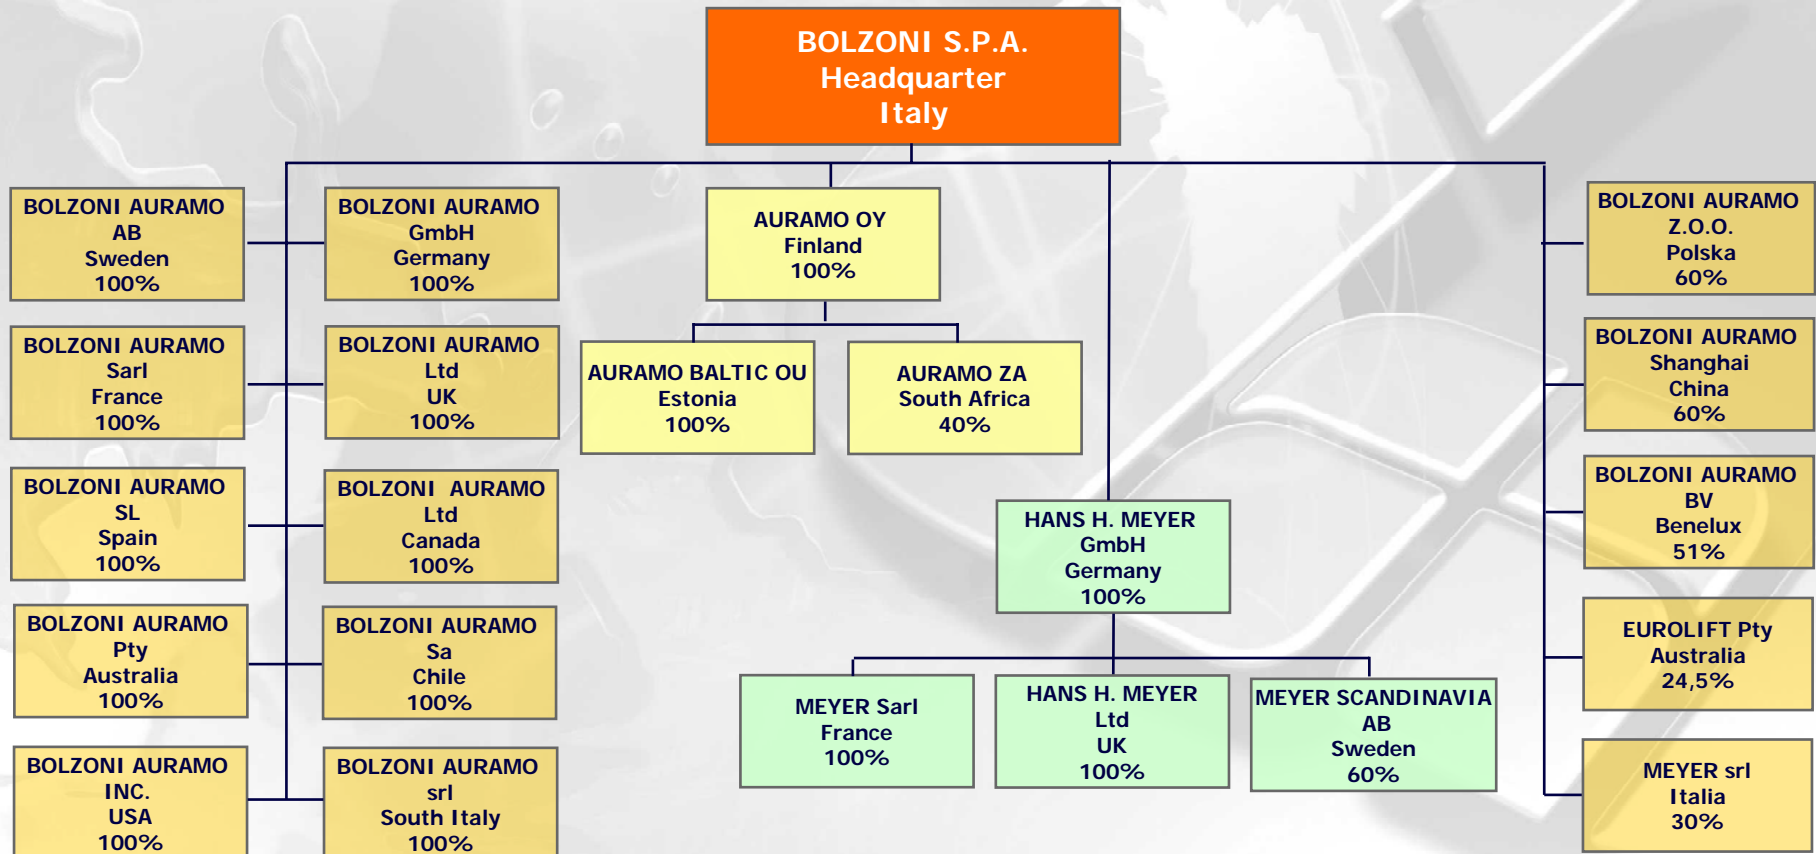 BOLZONI S.P.A.
Headquarter
Italy
BOLZONI AURAMO
AB
Sweden
100%
BOLZONI AURAMO
GmbH
Germany
100%
AURAMO OY
Finland
100%
BOLZONI AURAMO
Z.O.O.
Polska
60%
BOLZONI AURAMO
Sarl
France
100%
BOLZONI AURAMO
Ltd
UK
100%
AURAMO BALTIC OU
Estonia
100%
AURAMO ZA
South Africa
40%
BOLZONI AURAMO
Shanghai
China
60%
BOLZONI AURAMO
SL
Spain
100%
BOLZONI AURAMO
Ltd
Canada
100%
HANS H. MEYER
GmbH
Germany
100%
BOLZONI AURAMO
BV
Benelux
51%
BOLZONI AURAMO
Pty
Australia
100%
BOLZONI AURAMO
Sa
Chile
100%
EUROLIFT Pty
Australia
24,5%
MEYER Sarl
France
100%
HANS H. MEYER
Ltd
UK
100%
MEYER SCANDINAVIA
AB
Sweden
60%
BOLZONI AURAMO
INC.
USA
100%
BOLZONI AURAMO
srl
South Italy
100%
MEYER srl
Italia
30%